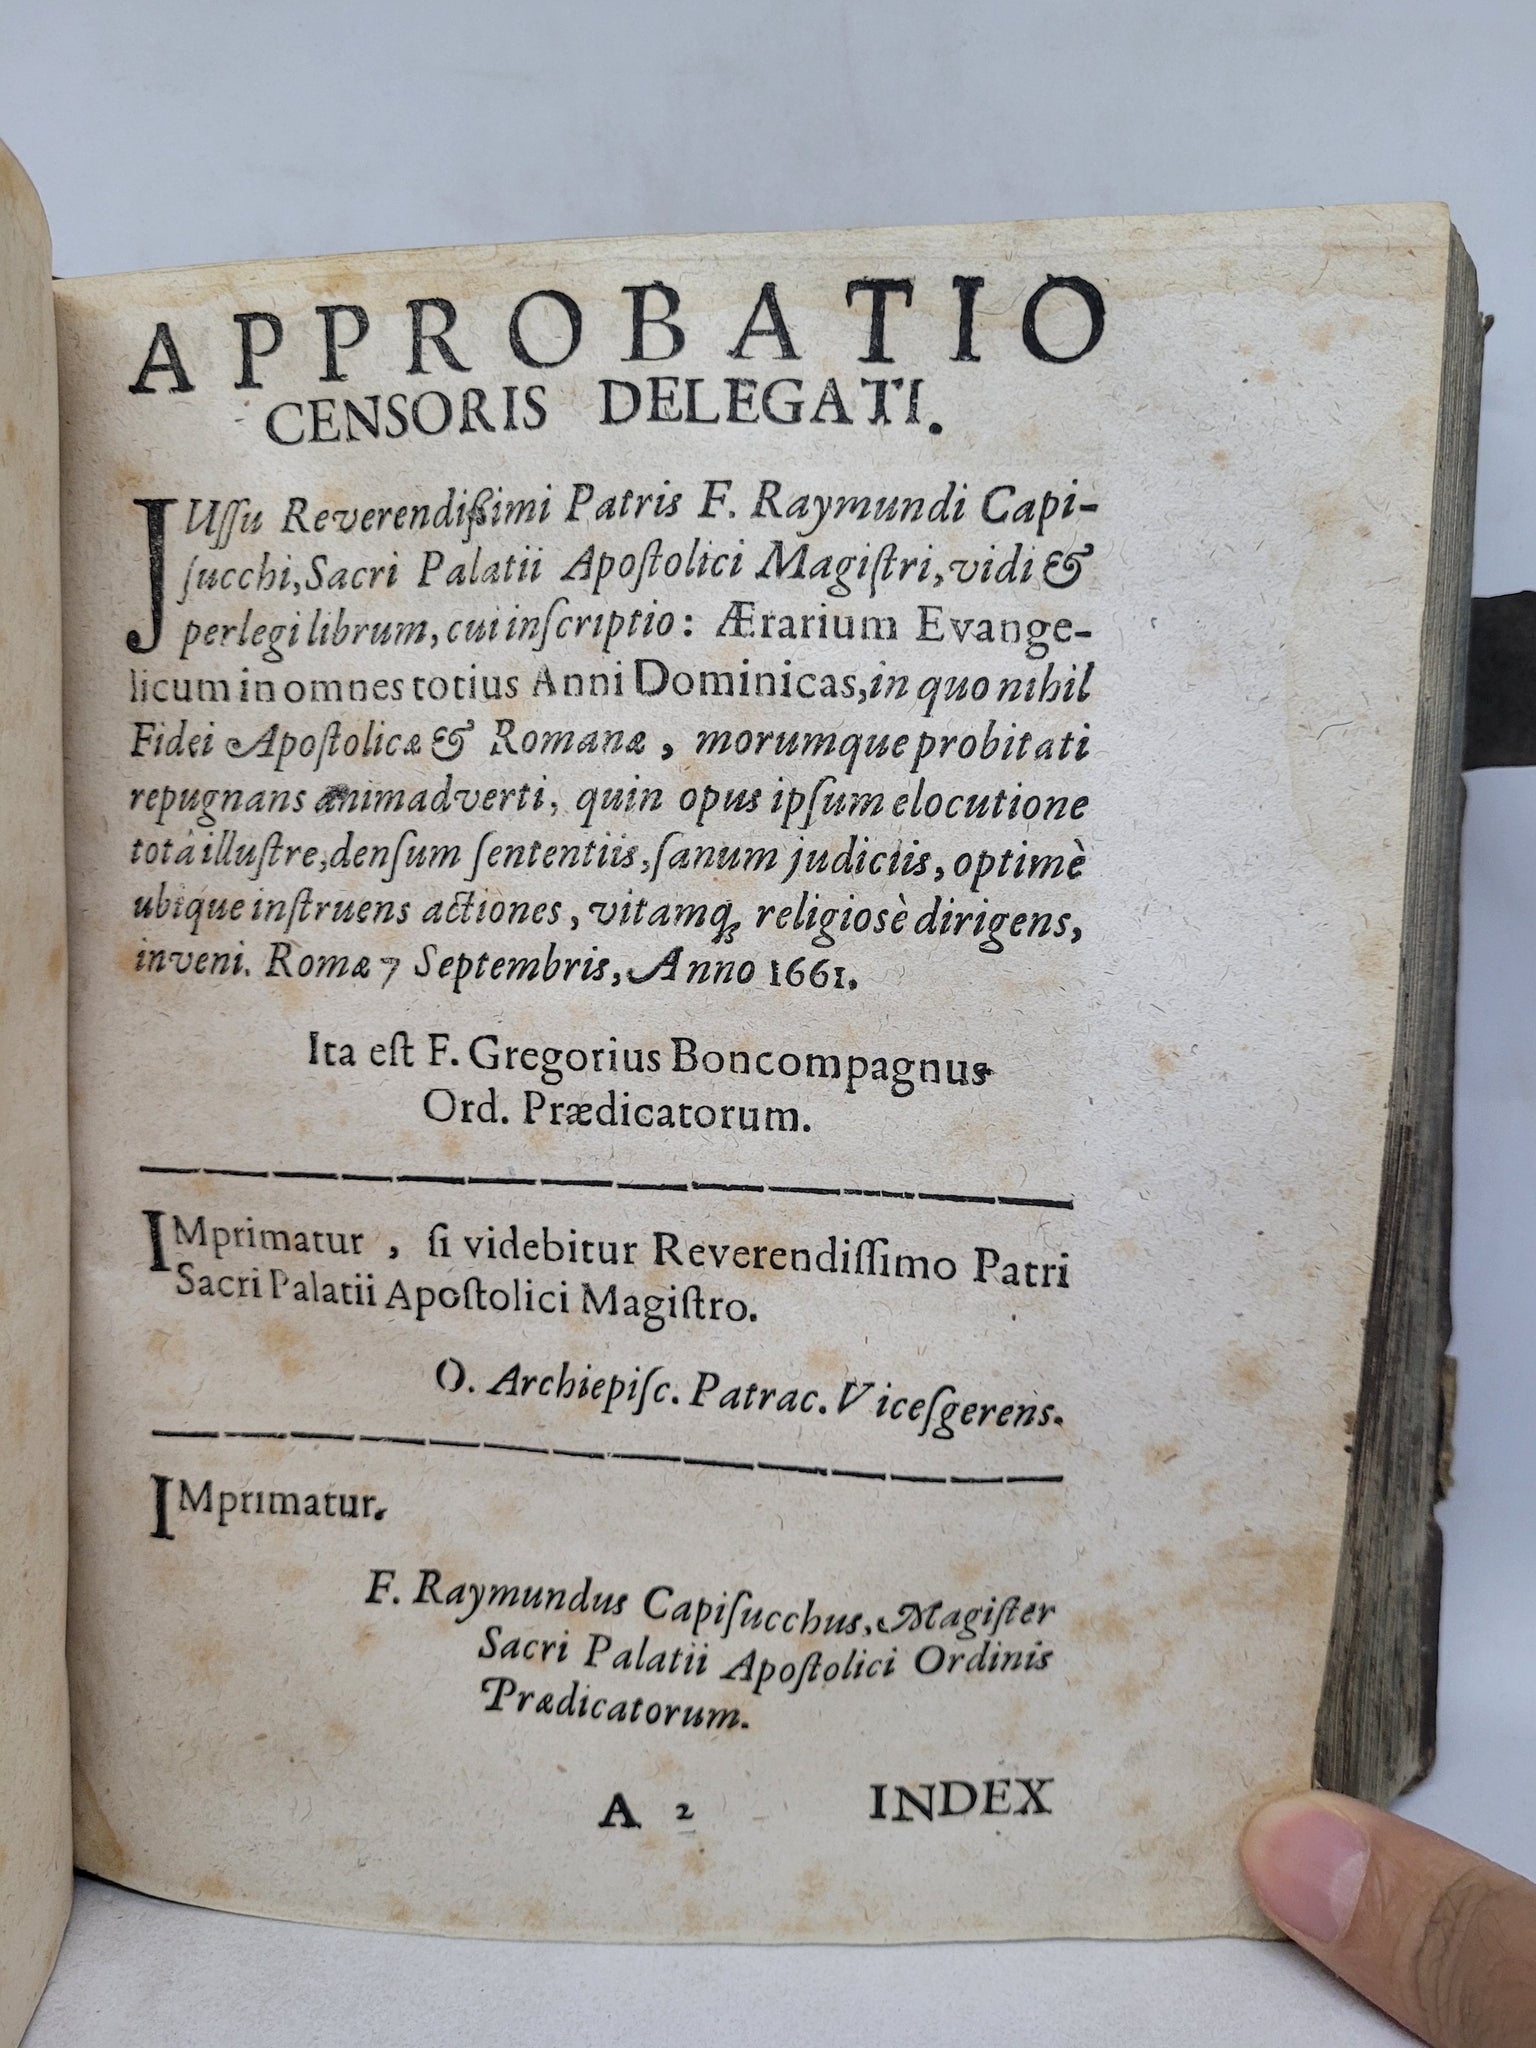 APPROBATIO
CENSORIS DELEGATI.
JUſſu Reverendiſſimi Patris F. Raymundi Capi-
ſucchi, Sacri Palatii Apoſtolici Magiſtri, vidi &
perlegi librum, cui inſcriptio: Ærarium Evange-
licum in omnes totius Anni Dominicas, in quo nihil
Fidei Apoſtolicæ & Romanæ, morumque probitati
repugnans animadverti, quin opus ipſum elocutione
totâ illuſtre, denſum ſententiis, ſanum judiciis, optimè
ubique inſtruens actiones, vitamq; religiosè dirigens,
inveni. Romæ 7 Septembris, Anno 1661.
Ita eſt F. Gregorius Boncompagnus
Ord. Prædicatorum.
IMprimatur, ſi videbitur Reverendiſſimo Patri
Sacri Palatii Apoſtolici Magiſtro.
O. Archiepiſc. Patrac. Viceſgerens.
IMprimatur.
F. Raymundus Capiſucchus, Magiſter
Sacri Palatii Apoſtolici Ordinis
Prædicatorum.
A 2 INDEX